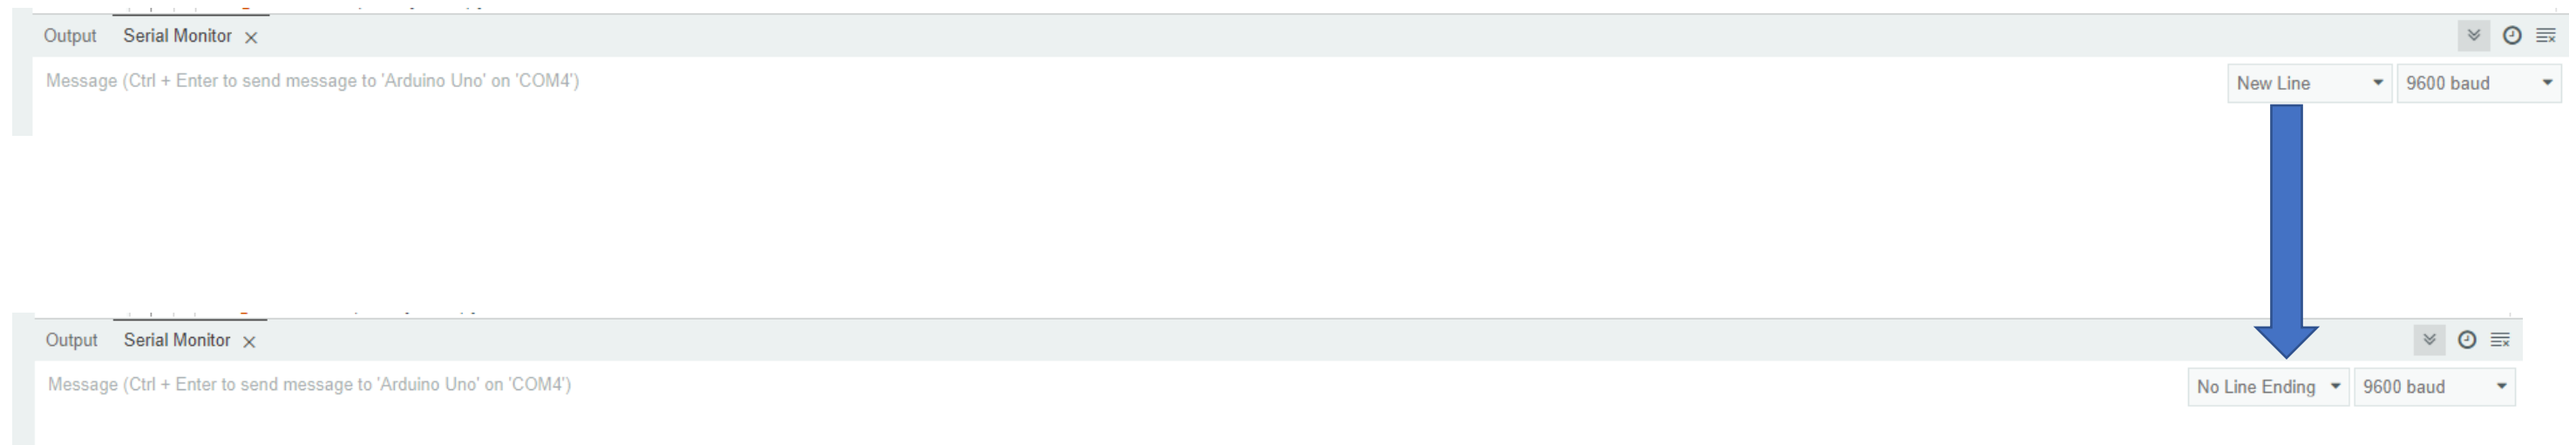 Output Serial Monitor ×
Message (Ctrl + Enter to send message to 'Arduino Uno' on 'COM4')
New Line 9600 baud
Output Serial Monitor ×
Message (Ctrl + Enter to send message to 'Arduino Uno' on 'COM4')
No Line Ending 9600 baud